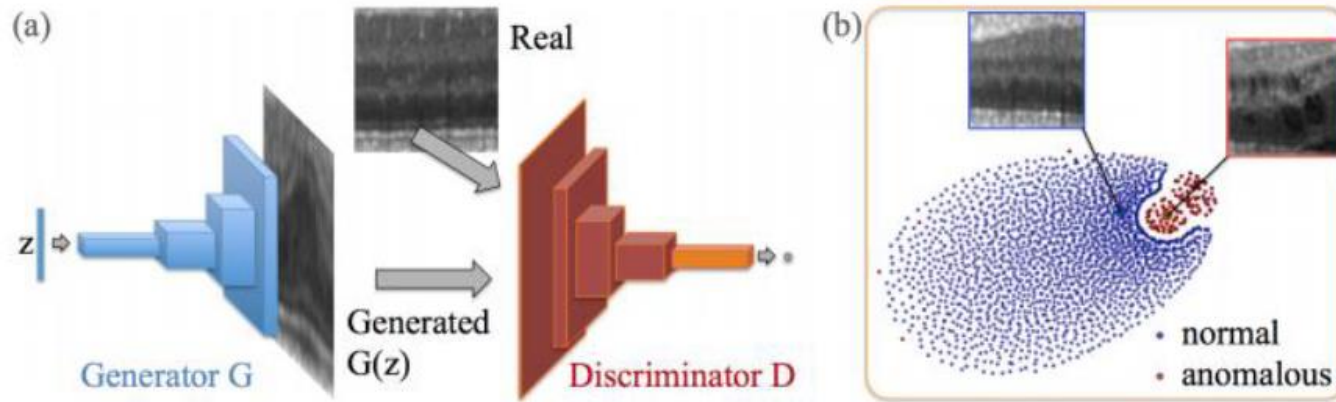 (a)
Real
z
Generated
G(z)
Generator G
Discriminator D
(b)
normal
anomalous